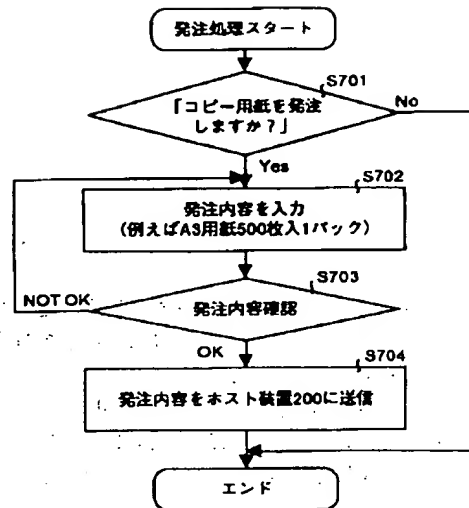 発注処理スタート
S701
「コピー用紙を発注
しますか？」
No
Yes
S702
発注内容を入力
(例えばA3用紙500枚入1パック)
S703
発注内容確認
NOT OK
OK
S704
発注内容をホスト装置200に送信
エンド